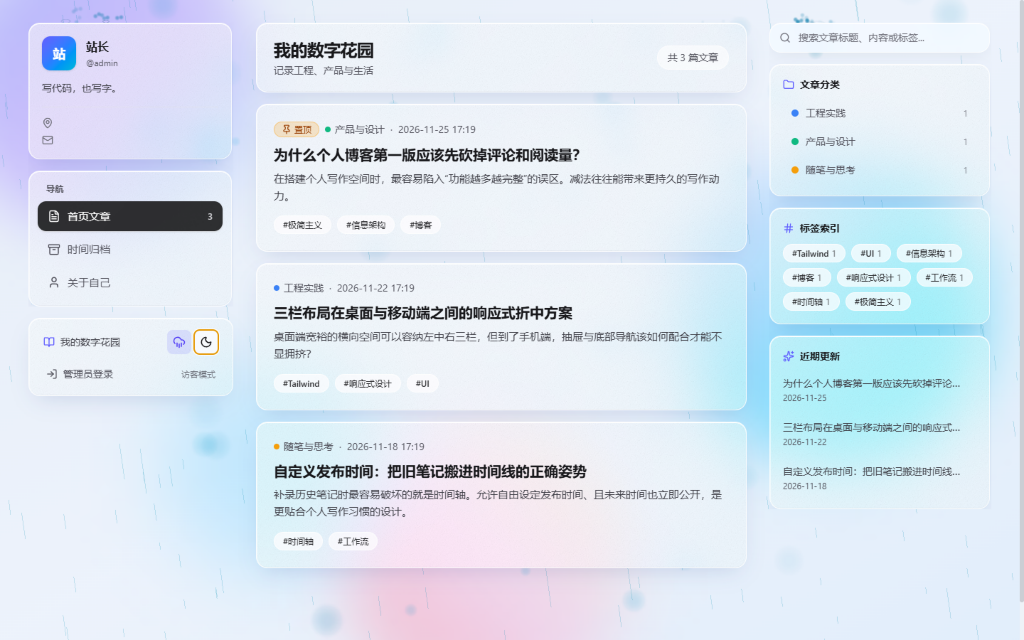 站
站长
@admin
写代码，也写字。
导航
首页文章 3
时间归档
关于自己
我的数字花园
管理员登录 访客模式
我的数字花园
记录工程、产品与生活
共 3 篇文章
置顶 产品与设计 · 2026-11-25 17:19
为什么个人博客第一版应该先砍掉评论和阅读量？
在搭建个人写作空间时，最容易陷入“功能越多越完整”的误区。减法往往能带来更持久的写作动
力。
#极简主义 #信息架构 #博客
工程实践 · 2026-11-22 17:19
三栏布局在桌面与移动端之间的响应式折中方案
桌面端宽裕的横向空间可以容纳左中右三栏，但到了手机端，抽屉与底部导航该如何配合才能不
显拥挤？
#Tailwind #响应式设计 #UI
随笔与思考 · 2026-11-18 17:19
自定义发布时间：把旧笔记搬进时间线的正确姿势
补录历史笔记时最容易破坏的就是时间轴。允许自由设定发布时间、且未来时间也立即公开，是
更贴合个人写作习惯的设计。
#时间轴 #工作流
搜索文章标题、内容或标签...
文章分类
工程实践 1
产品与设计 1
随笔与思考 1
标签索引
#Tailwind 1 #UI 1 #信息架构 1
#博客 1 #响应式设计 1 #工作流 1
#时间轴 1 #极简主义 1
近期更新
为什么个人博客第一版应该先砍掉评论...
2026-11-25
三栏布局在桌面与移动端之间的响应式...
2026-11-22
自定义发布时间：把旧笔记搬进时间线...
2026-11-18